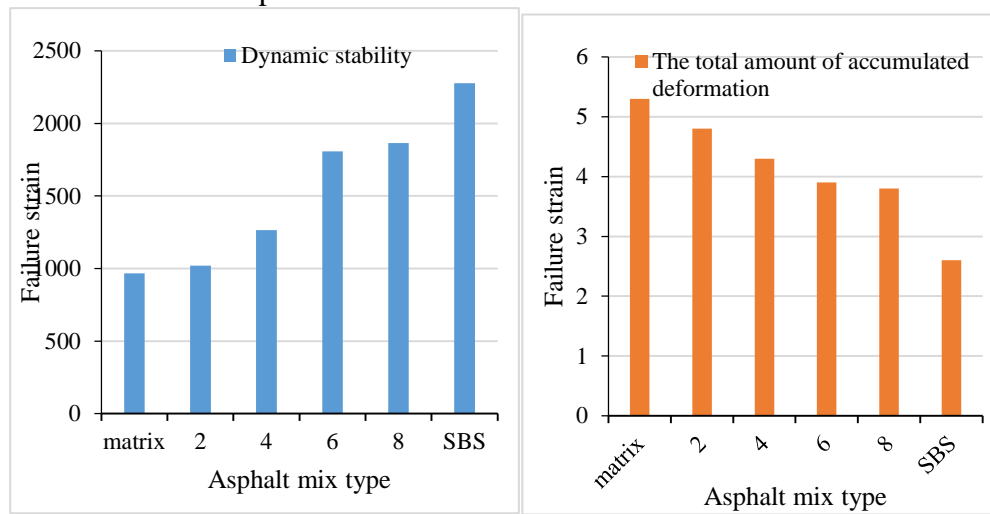 2500
2000
1500
1000
500
0
Failure strain
Dynamic stability
matrix 2 4 6 8 SBS
Asphalt mix type
6
5
4
3
2
1
0
Failure strain
The total amount of accumulated
deformation
matrix 2 4 6 8 SBS
Asphalt mix type